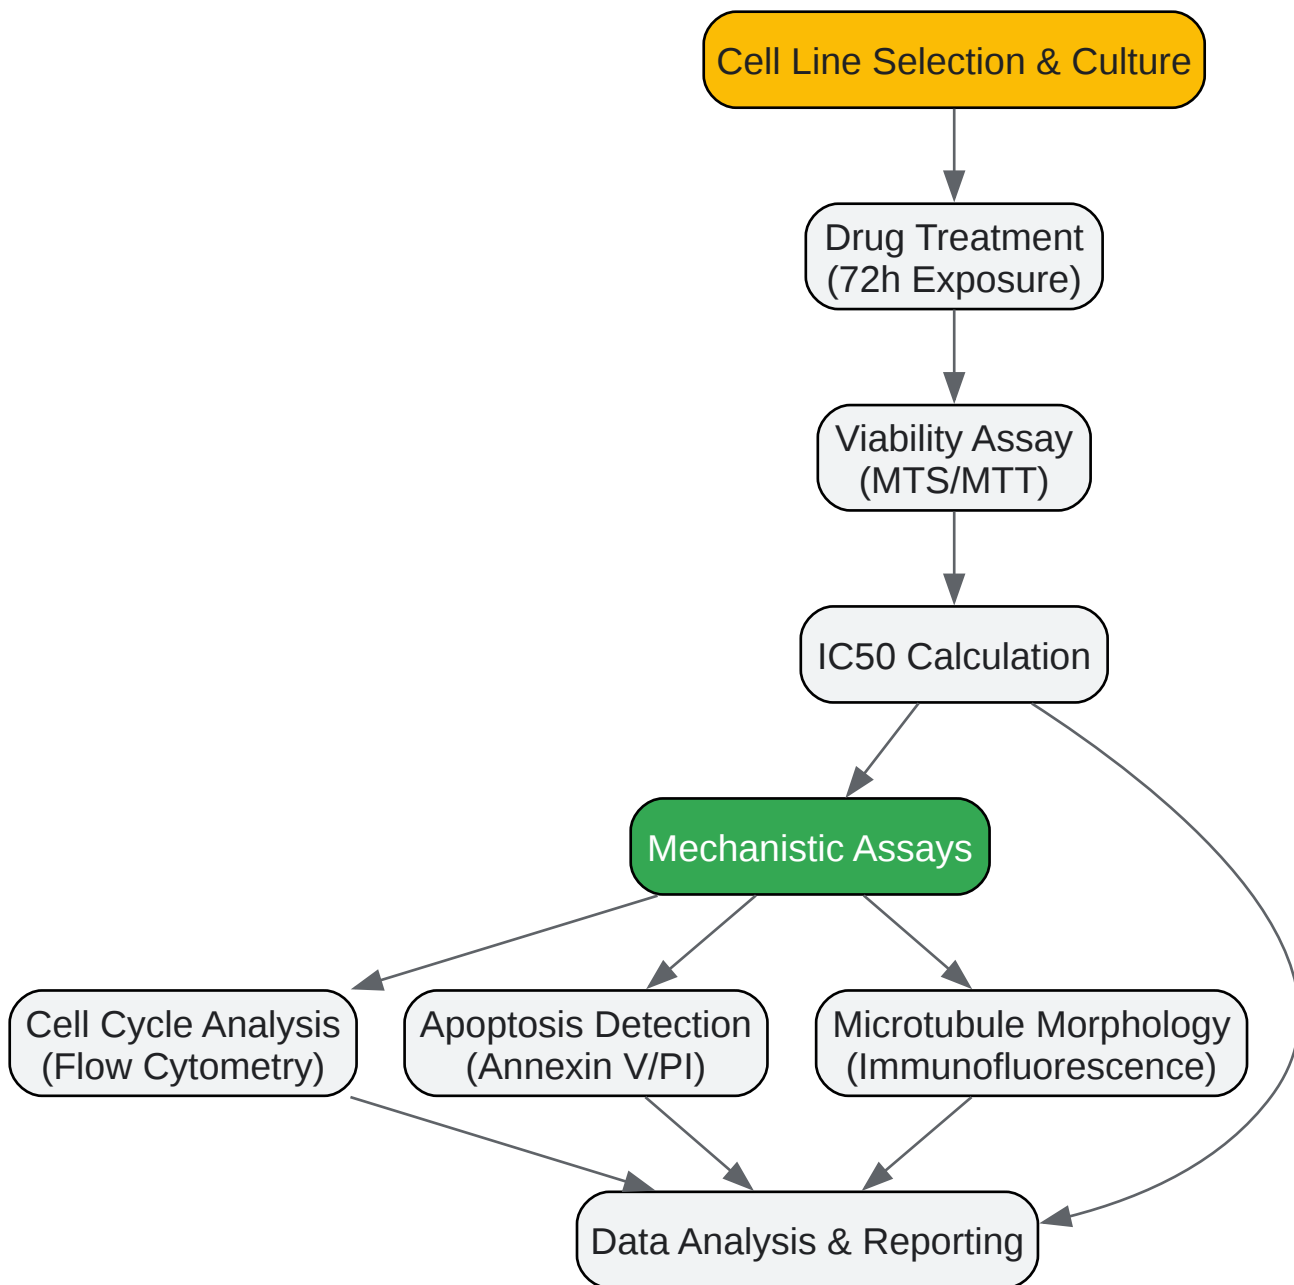 Cell Line Selection & Culture
Drug Treatment
(72h Exposure)
Viability Assay
(MTS/MTT)
IC50 Calculation
Mechanistic Assays
Cell Cycle Analysis
(Flow Cytometry)
Apoptosis Detection
(Annexin V/PI)
Microtubule Morphology
(Immunofluorescence)
Data Analysis & Reporting